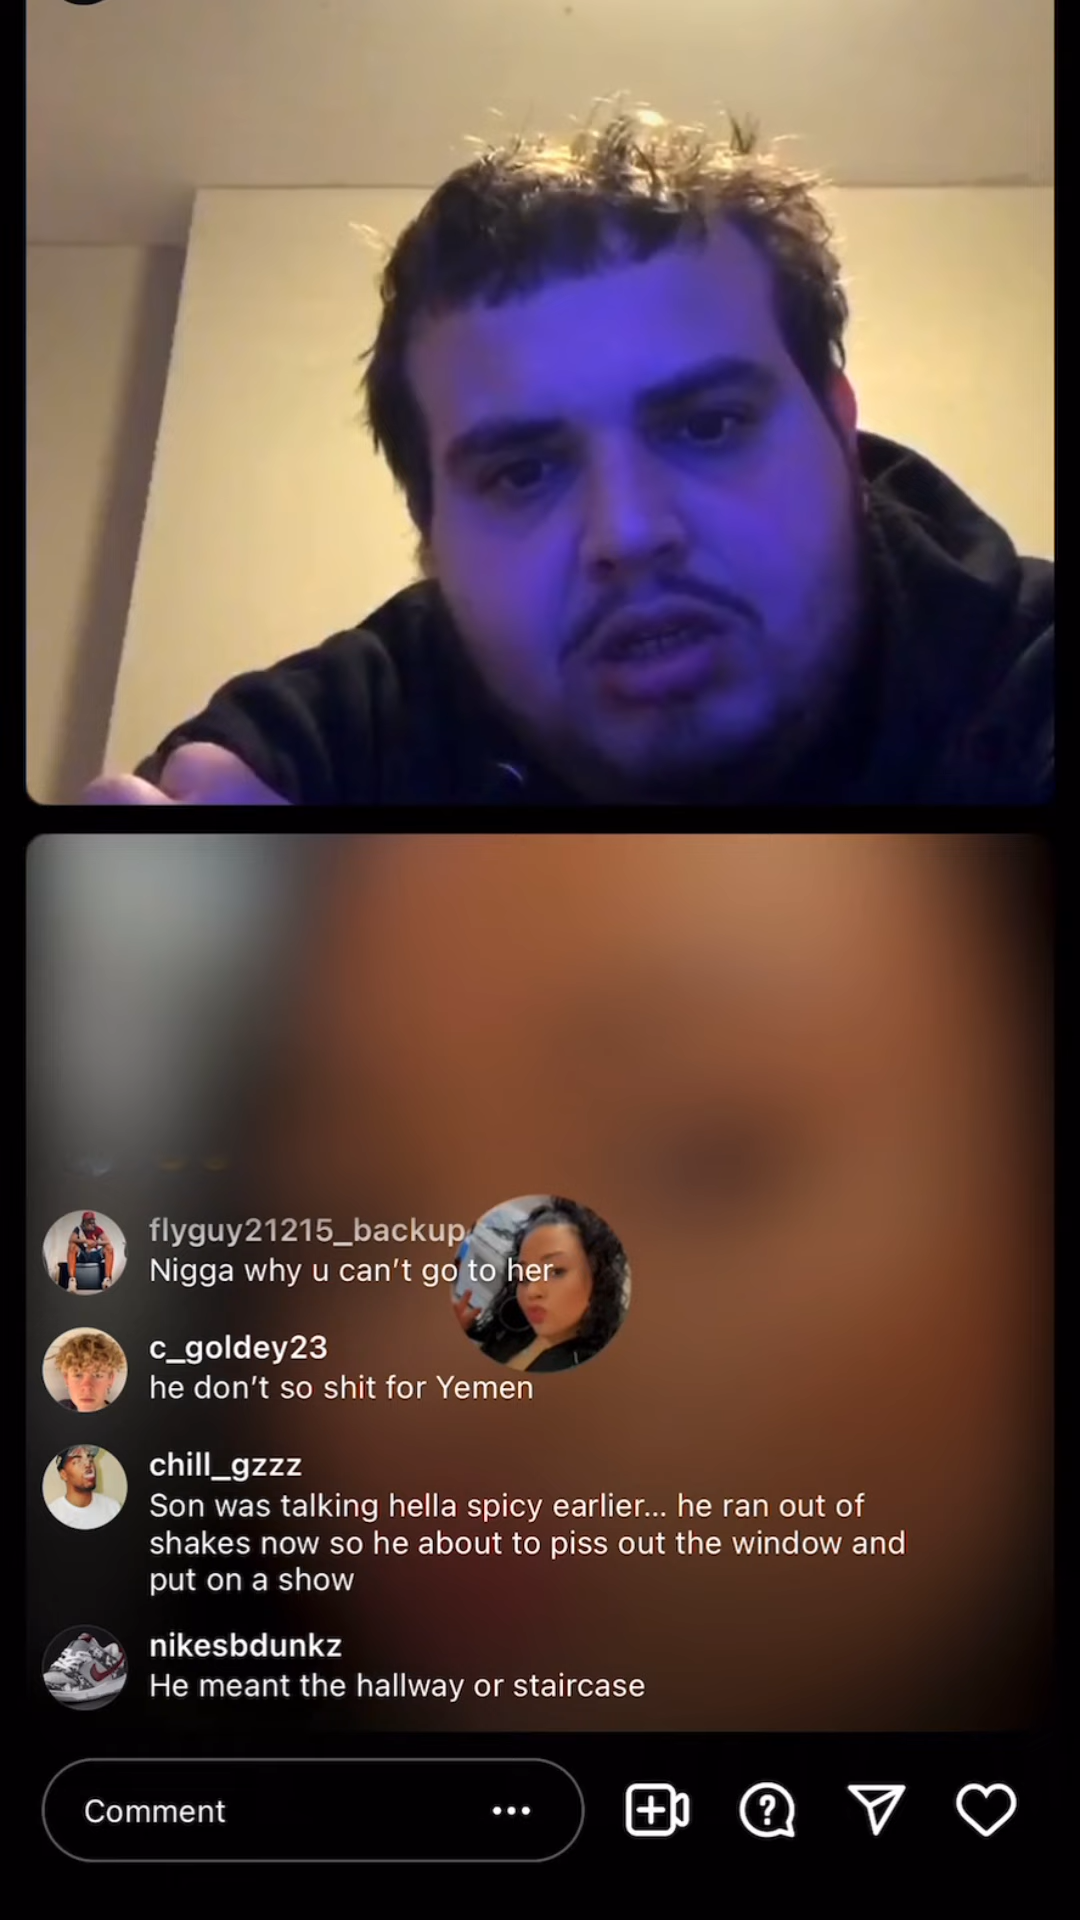 flyguy21215_backup
Nigga why u can’t go to her
c_goldey23
he don’t so shit for Yemen
chill_gzzz
Son was talking hella spicy earlier... he ran out of
shakes now so he about to piss out the window and
put on a show
nikesbdunkz
He meant the hallway or staircase
Comment